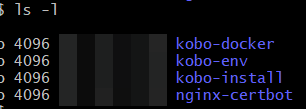 $ ls -l
o 4096 kobo-docker
o 4096 kobo-env
o 4096 kobo-install
o 4096 nginx-certbot